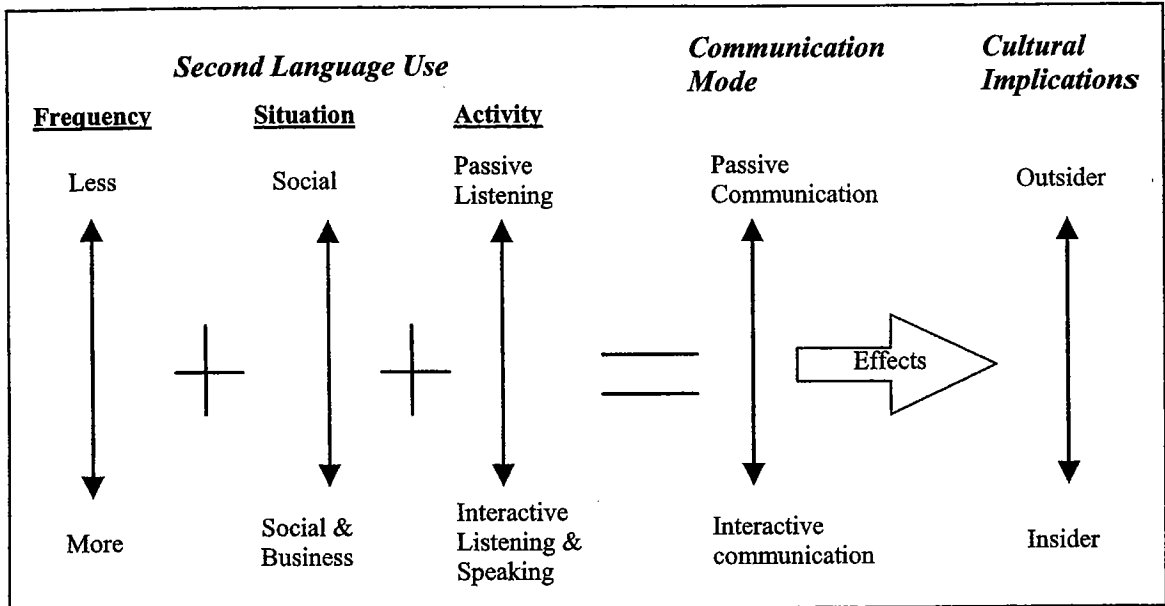 Second Language Use
Communication
Mode
Cultural
Implications
Frequency
Situation
Activity
Less
Social
Passive
Listening
Passive
Communication
Outsider
Effects
More
Social &
Business
Interactive
Listening &
Speaking
Interactive
communication
Insider